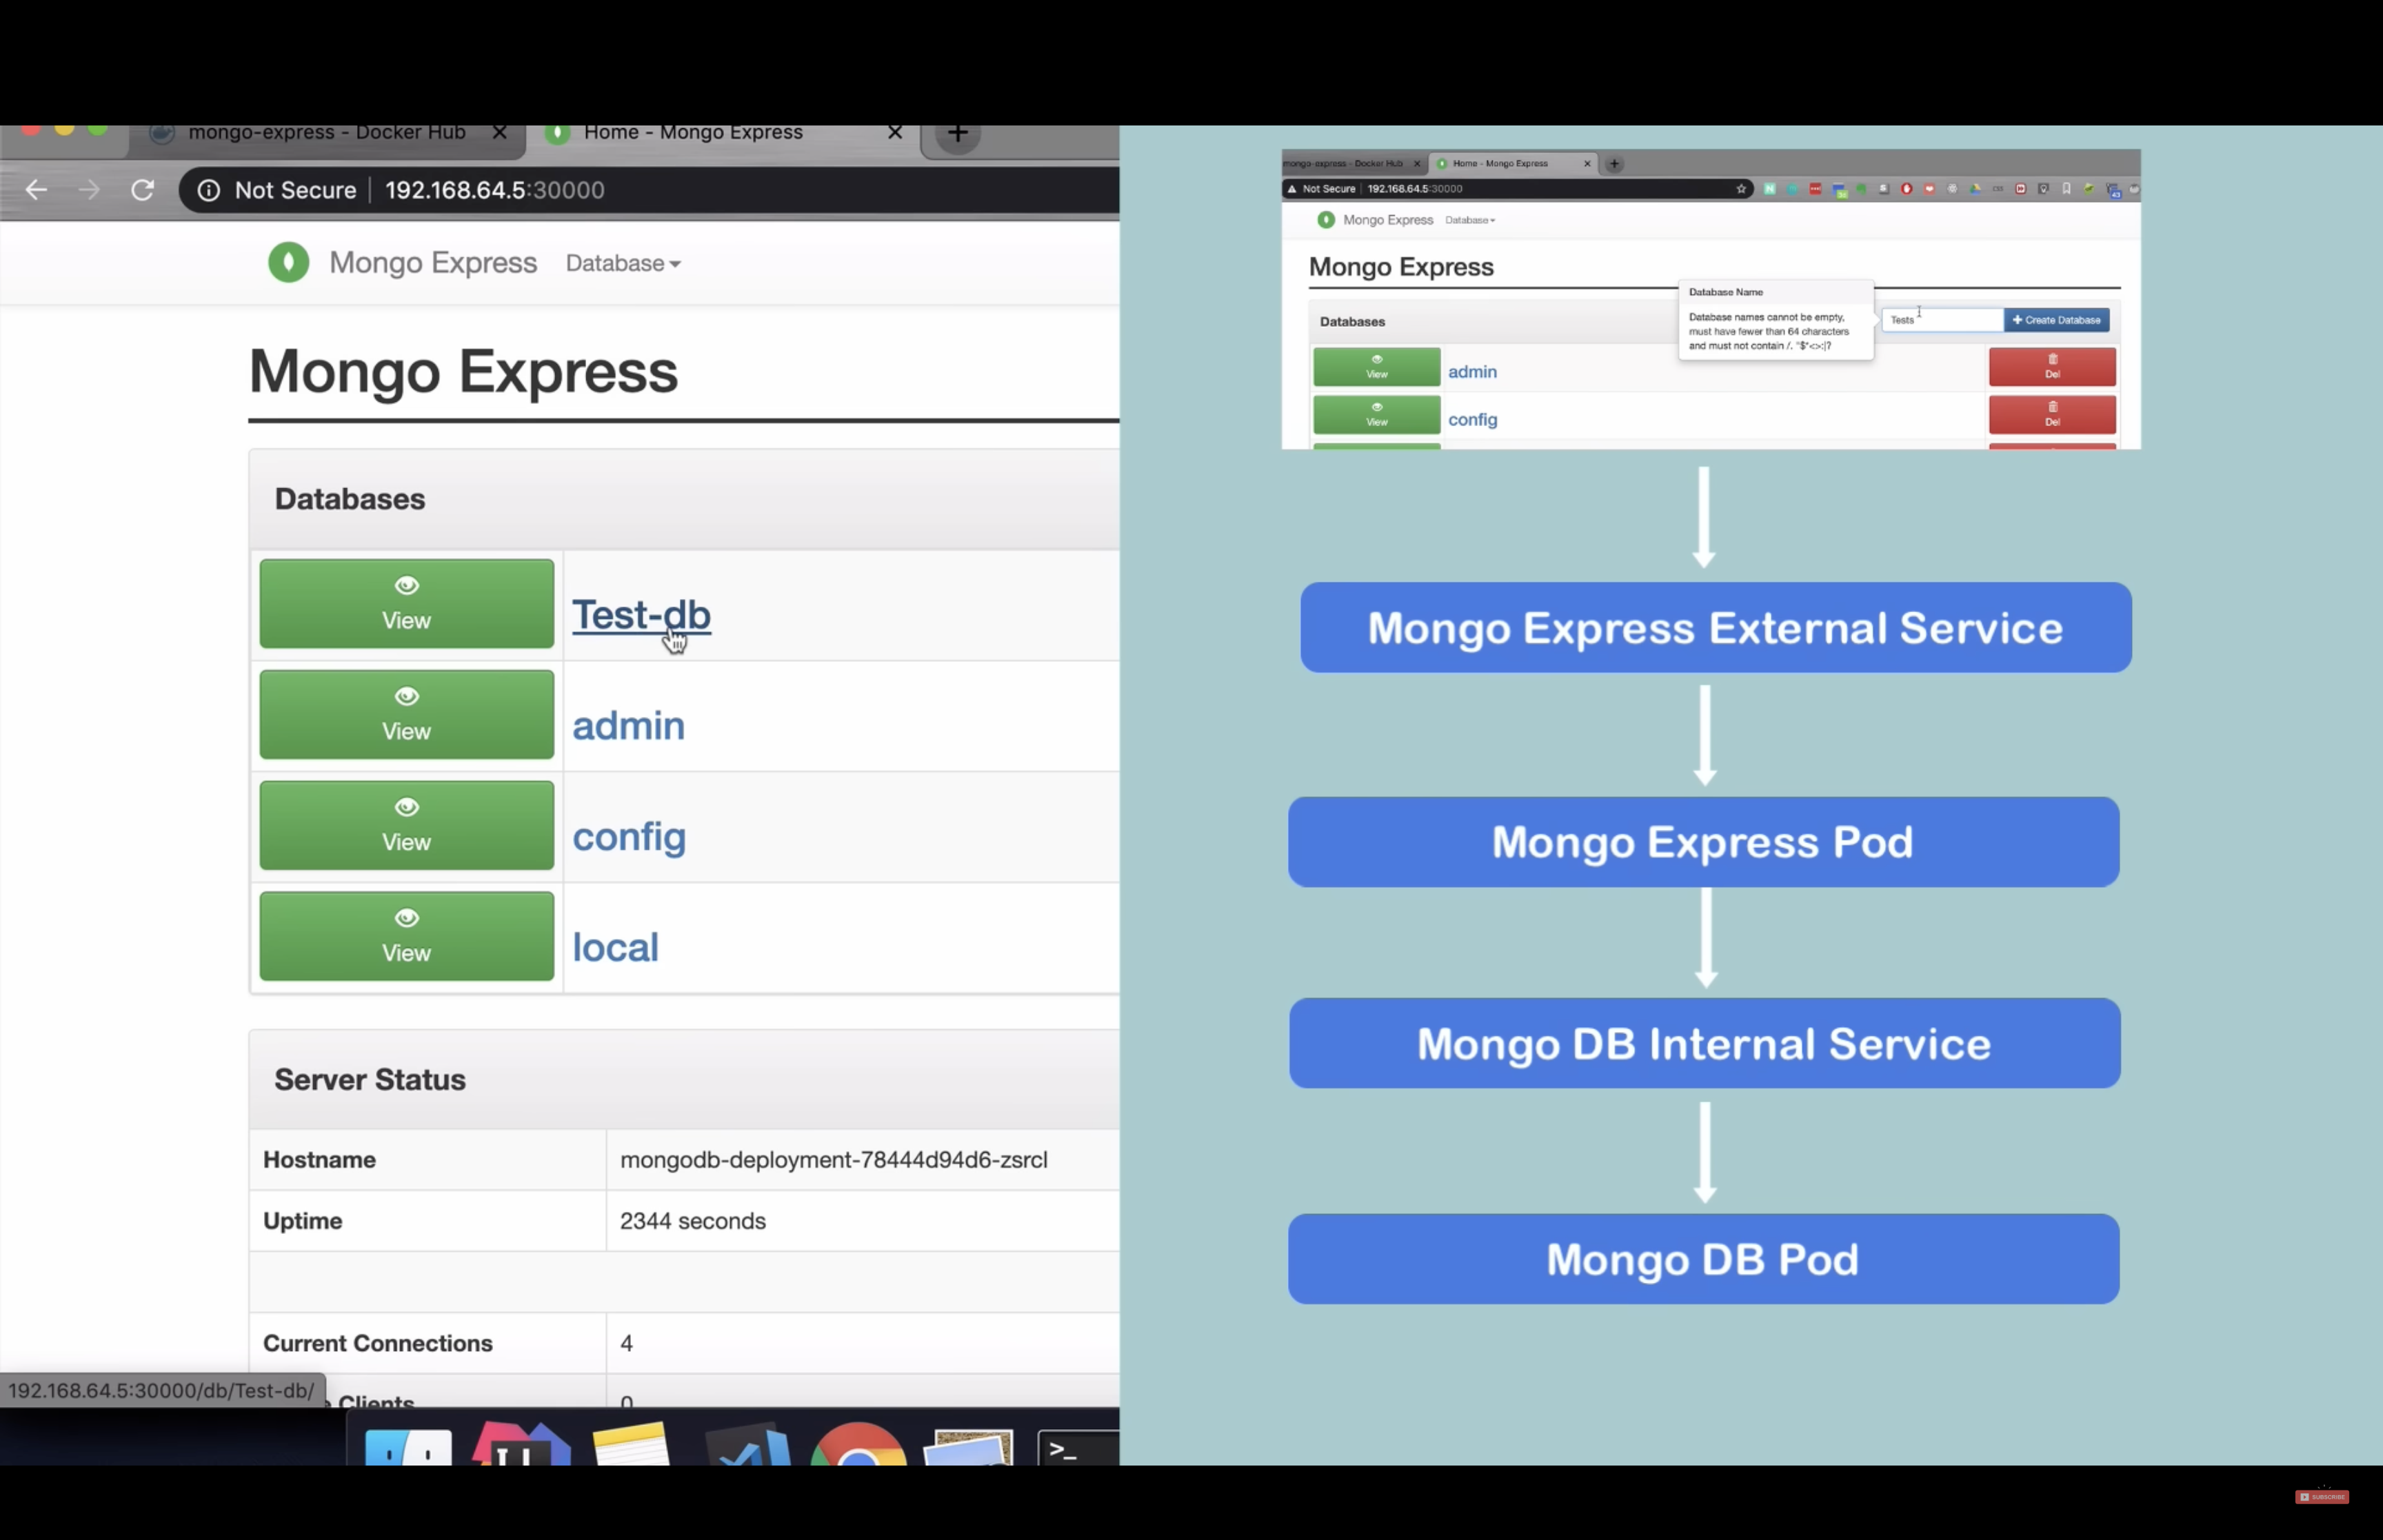 mongo-express - Docker Hub
Home - Mongo Express
Not Secure | 192.168.64.5:30000
Mongo Express Database
Mongo Express
Databases
View Test-db
View admin
View config
View local
Server Status
Hostname mongodb-deployment-78444d94d6-zsrcl
Uptime 2344 seconds
Current Connections 4
Clients 0
192.168.64.5:30000/db/Test-db/
>_
mongo-express - Docker Hub
Home - Mongo Express
Not Secure | 192.168.64.5:30000
Mongo Express Database
Mongo Express
Databases
Database Name
Database names cannot be empty,
must have fewer than 64 characters
and must not contain /. "$*<>:|?
Tests
+ Create Database
View admin Del
View config Del
Mongo Express External Service
Mongo Express Pod
Mongo DB Internal Service
Mongo DB Pod
SUBSCRIBE